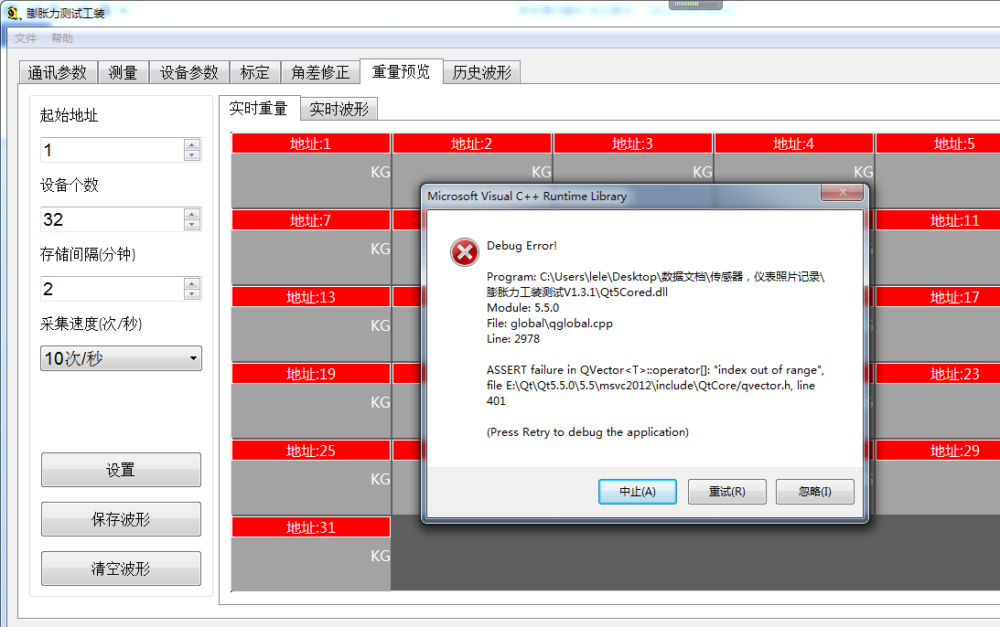 膨胀力测试工装
文件 帮助
通讯参数 测量 设备参数 标定 角差修正 重量预览 历史波形
起始地址
1
设备个数
32
存储间隔(分钟)
2
采集速度(次/秒)
10次/秒
设置
保存波形
清空波形
实时重量 实时波形
地址:1 地址:2 地址:3 地址:4 地址:5
KG KG KG KG
地址:7 地址:11
KG
地址:13 地址:17
KG
地址:19 地址:23
KG
地址:25 地址:29
KG
地址:31
KG
Microsoft Visual C++ Runtime Library
Debug Error!
Program: C:\Users\lele\Desktop\数据文档\传感器，仪表照片记录\
膨胀力工装测试V1.3.1\Qt5Cored.dll
Module: 5.5.0
File: global\qglobal.cpp
Line: 2978
ASSERT failure in QVector<T>::operator[]: "index out of range",
file E:\Qt\Qt5.5.0\5.5\msvc2012\include\QtCore/qvector.h, line
401
(Press Retry to debug the application)
中止(A) 重试(R) 忽略(I)